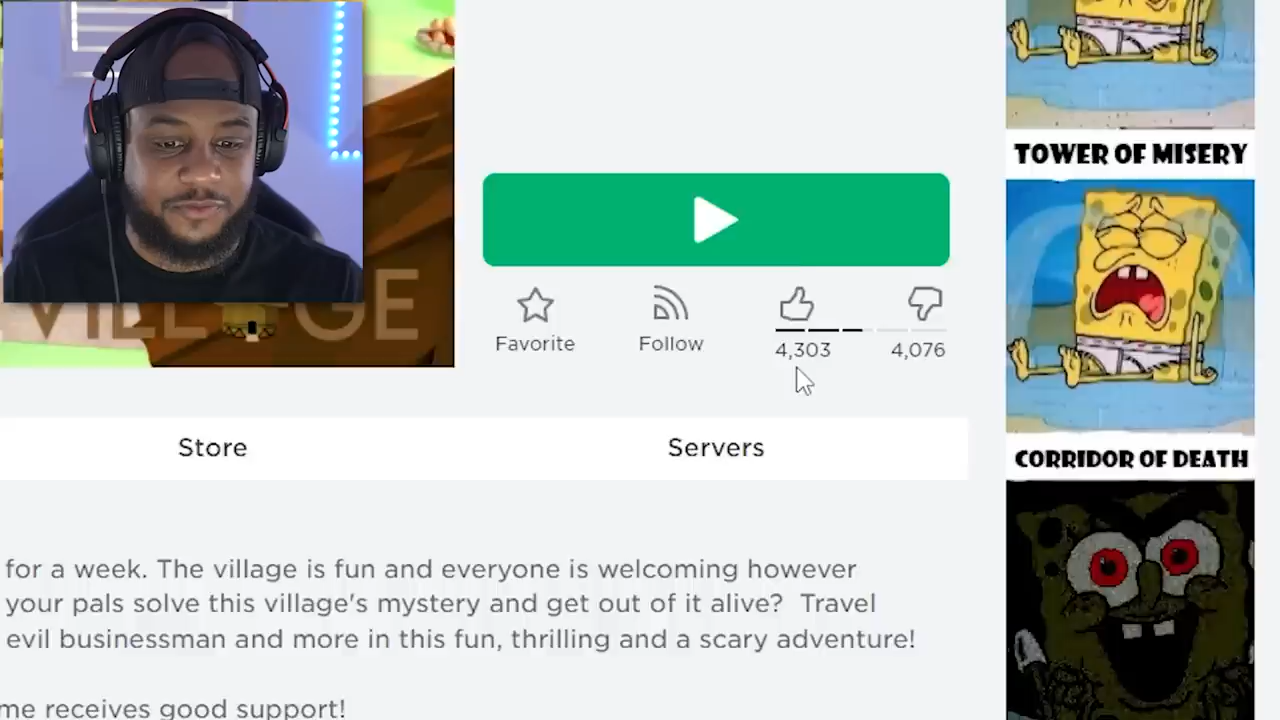 TOWER OF MISERY
VILL GE
Favorite
Follow
4,303
4,076
Store
Servers
CORRIDOR OF DEATH
for a week. The village is fun and everyone is welcoming however
your pals solve this village's mystery and get out of it alive? Travel
evil businessman and more in this fun, thrilling and a scary adventure!
me receives good support!